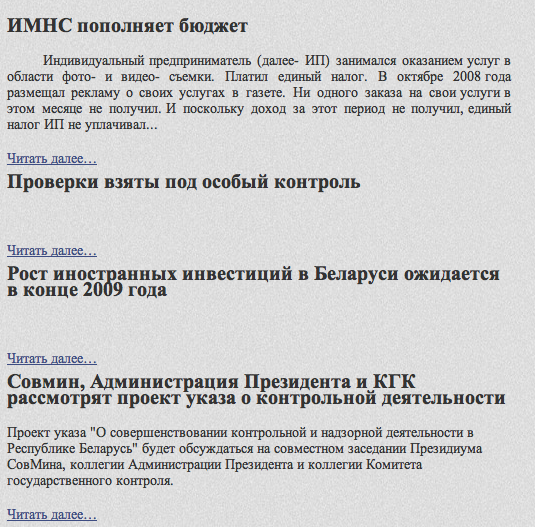 ИМНС пополняет бюджет
Индивидуальный предприниматель (далее- ИП) занимался оказанием услуг в
области фото- и видео- съемки. Платил единый налог. В октябре 2008 года
размещал рекламу о своих услугах в газете. Ни одного заказа на свои услуги в
этом месяце не получил. И поскольку доход за этот период не получил, единый
налог ИП не уплачивал...
Читать далее...
Проверки взяты под особый контроль
Читать далее...
Рост иностранных инвестиций в Беларуси ожидается
в конце 2009 года
Читать далее...
Совмин, Администрация Президента и КГК
рассмотрят проект указа о контрольной деятельности
Проект указа "О совершенствовании контрольной и надзорной деятельности в
Республике Беларусь" будет обсуждаться на совместном заседании Президиума
СовМина, коллегии Администрации Президента и коллегии Комитета
государственного контроля.
Читать далее...